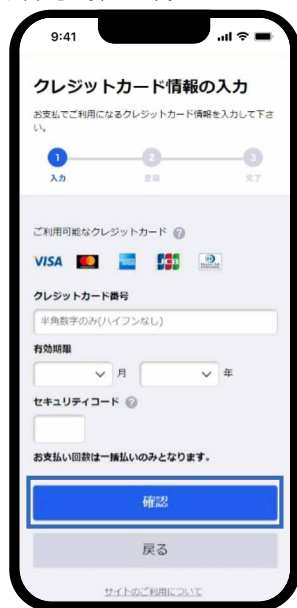 9:41
クレジットカード情報の入力
お支払でご利用になるクレジットカード情報を入力して下さ
い。
1 2 3
入力 登録 完了
ご利用可能なクレジットカード ?
VISA JCB
クレジットカード番号
半角数字のみ(ハイフンなし)
有効期限
月 年
セキュリティコード ?
お支払い回数は一括払いのみとなります。
確認
戻る
サイトのご利用について